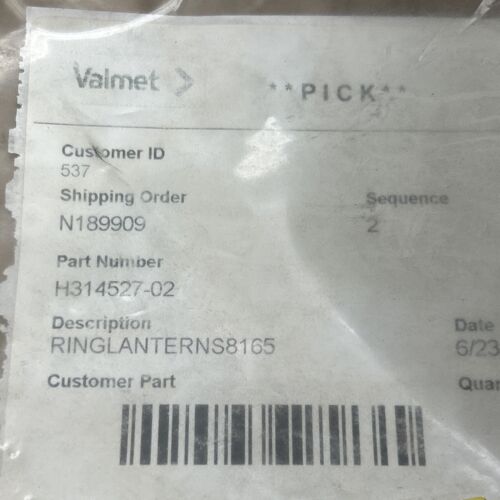 Valmet **PICK**
Customer ID
537
Shipping Order Sequence
N189909 2
Part Number
H314527-02
Description Date
RINGLANTERNS8165 6/23
Customer Part